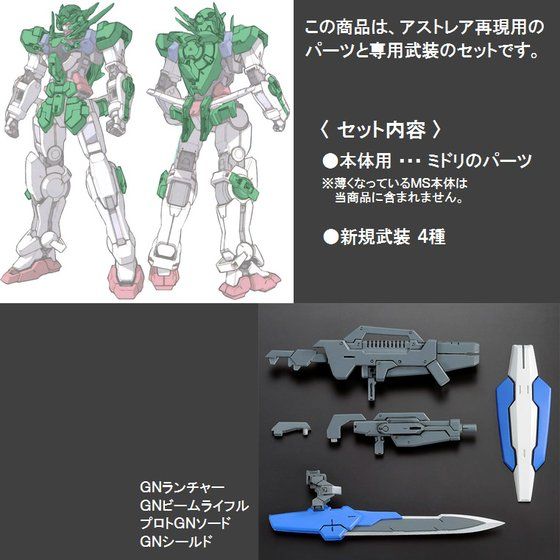 この商品は、アストレア再現用の
パーツと専用武装のセットです。
〈 セット内容 〉
●本体用 ・・・ ミドリのパーツ
※薄くなっているMS本体は
当商品に含まれません。
●新規武装 4種
GNランチャー
GNビームライフル
プロトGNソード
GNシールド